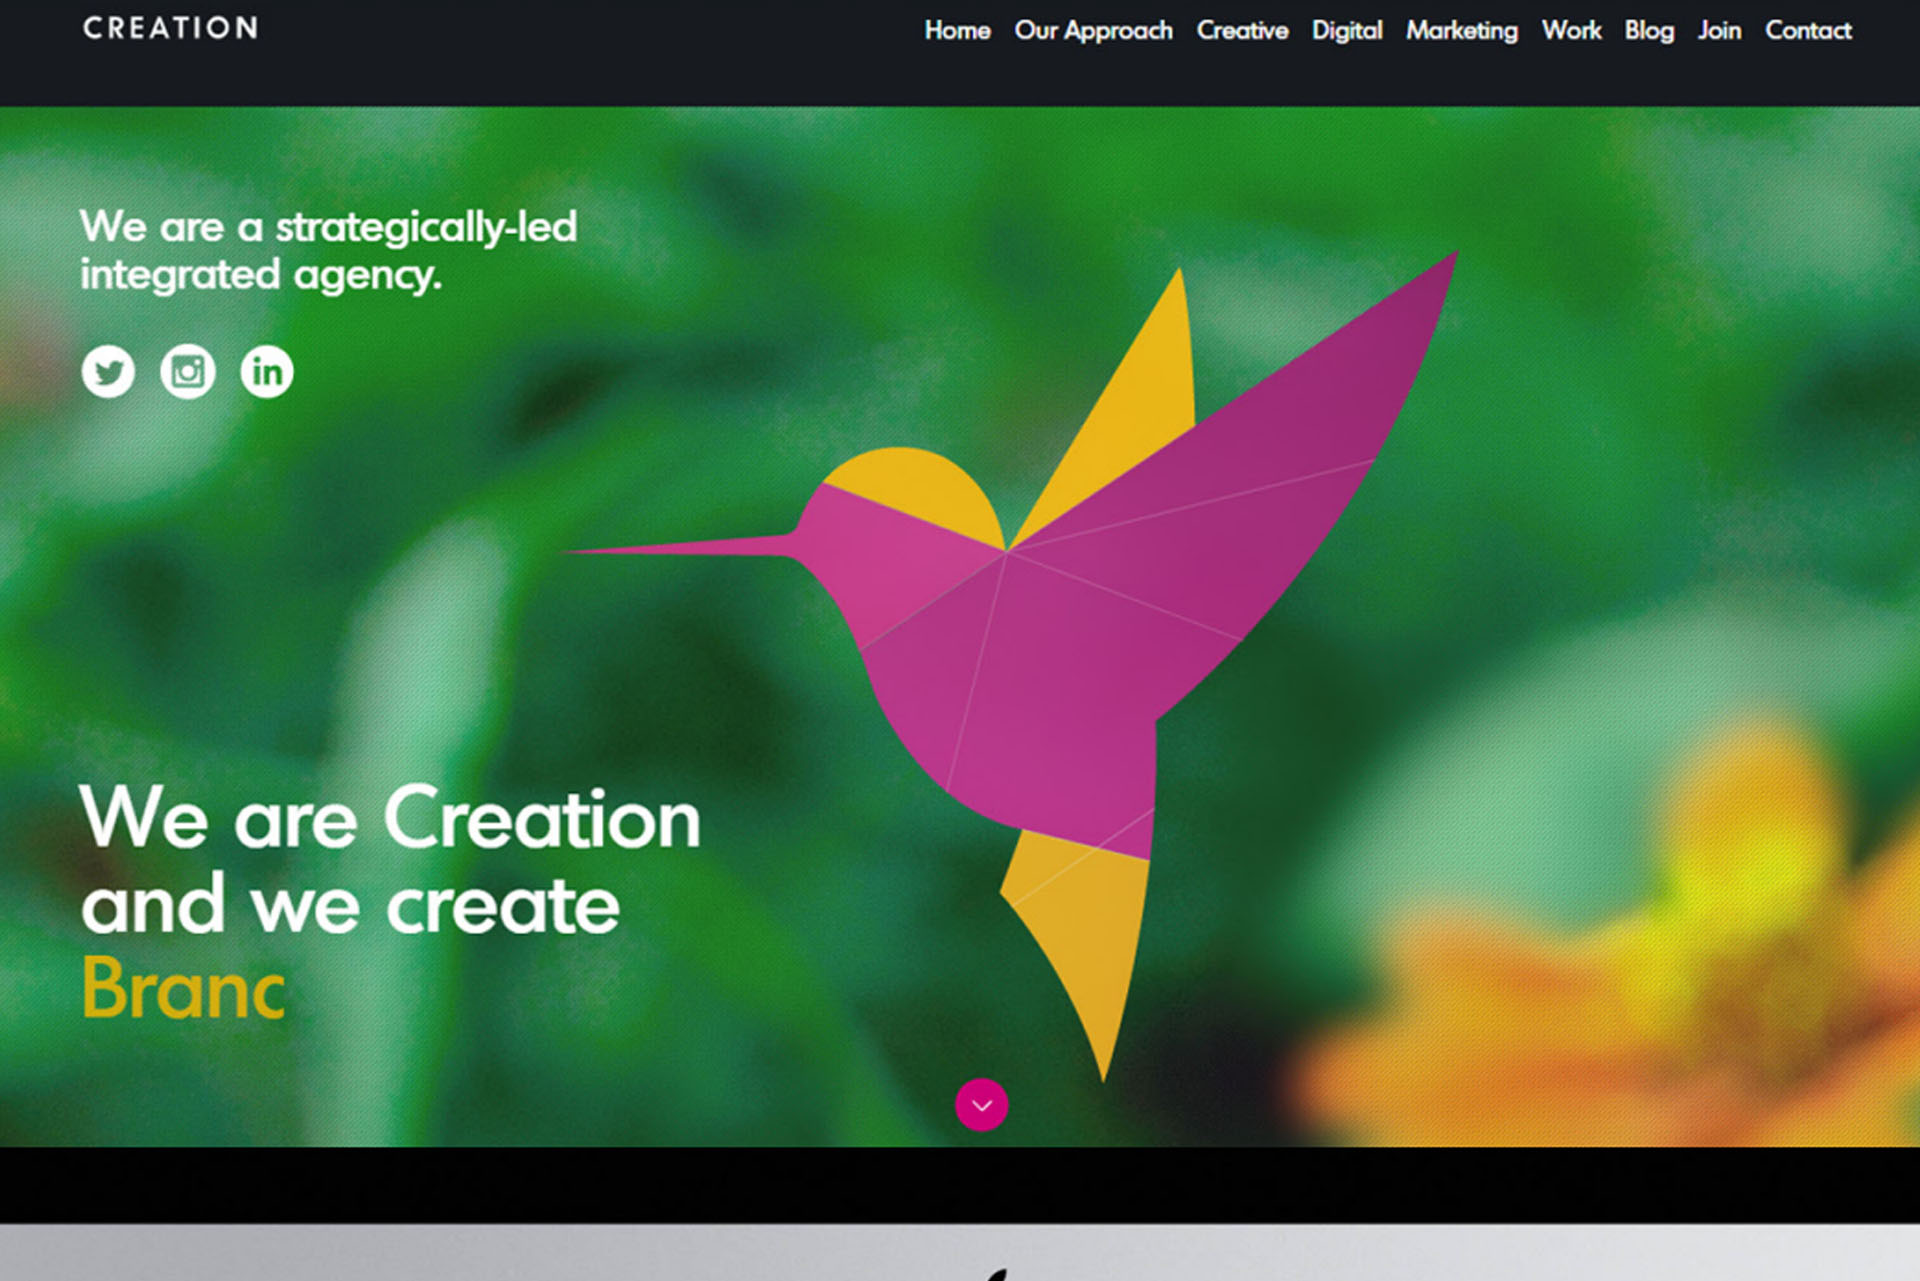 CREATION
Home Our Approach Creative Digital Marketing Work Blog Join Contact
We are a strategically-led
integrated agency.
in
We are Creation
and we create
Branc